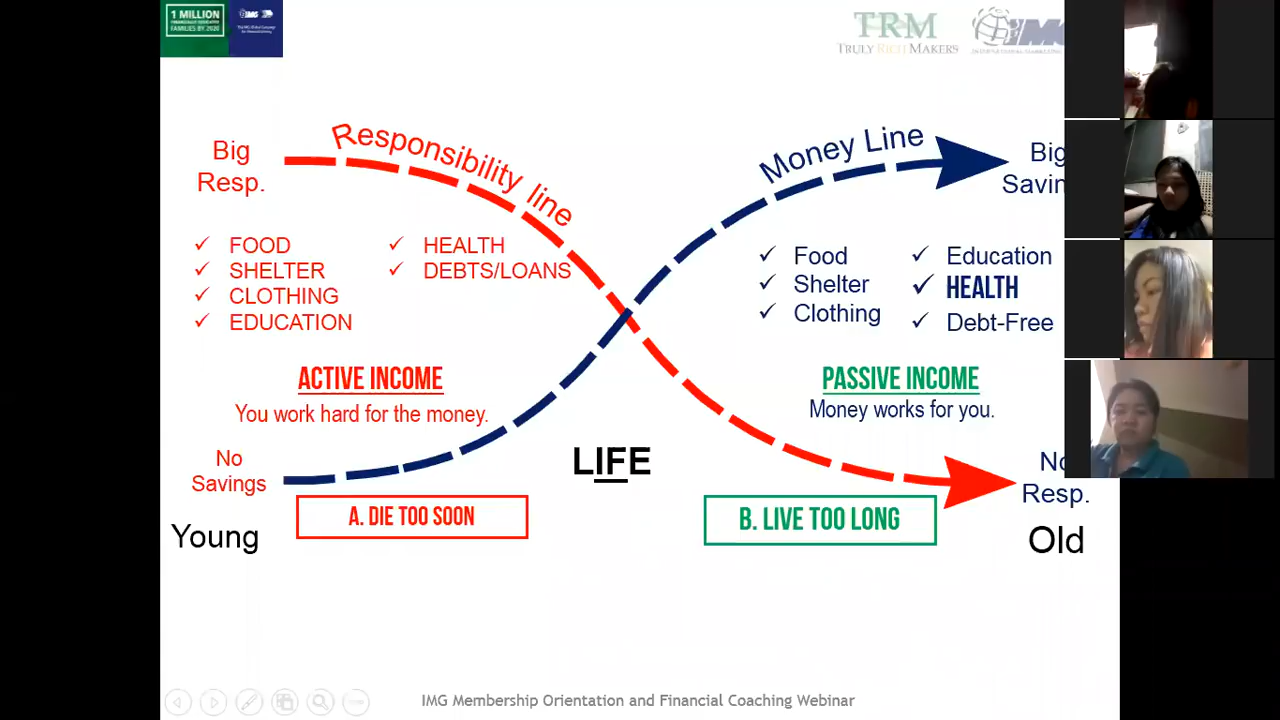 1 MILLION
FAMILIES BY 2020
IMG
TRM
TRULY RICH MAKERS
IMG
Responsibility line
Money Line
Big
Resp.
Big
Savin
FOOD
SHELTER
CLOTHING
EDUCATION
HEALTH
DEBTS/LOANS
Food
Shelter
Clothing
Education
HEALTH
Debt-Free
ACTIVE INCOME
You work hard for the money.
PASSIVE INCOME
Money works for you.
No
Savings
LIFE
No
Resp.
A. DIE TOO SOON
B. LIVE TOO LONG
Young
Old
IMG Membership Orientation and Financial Coaching Webinar